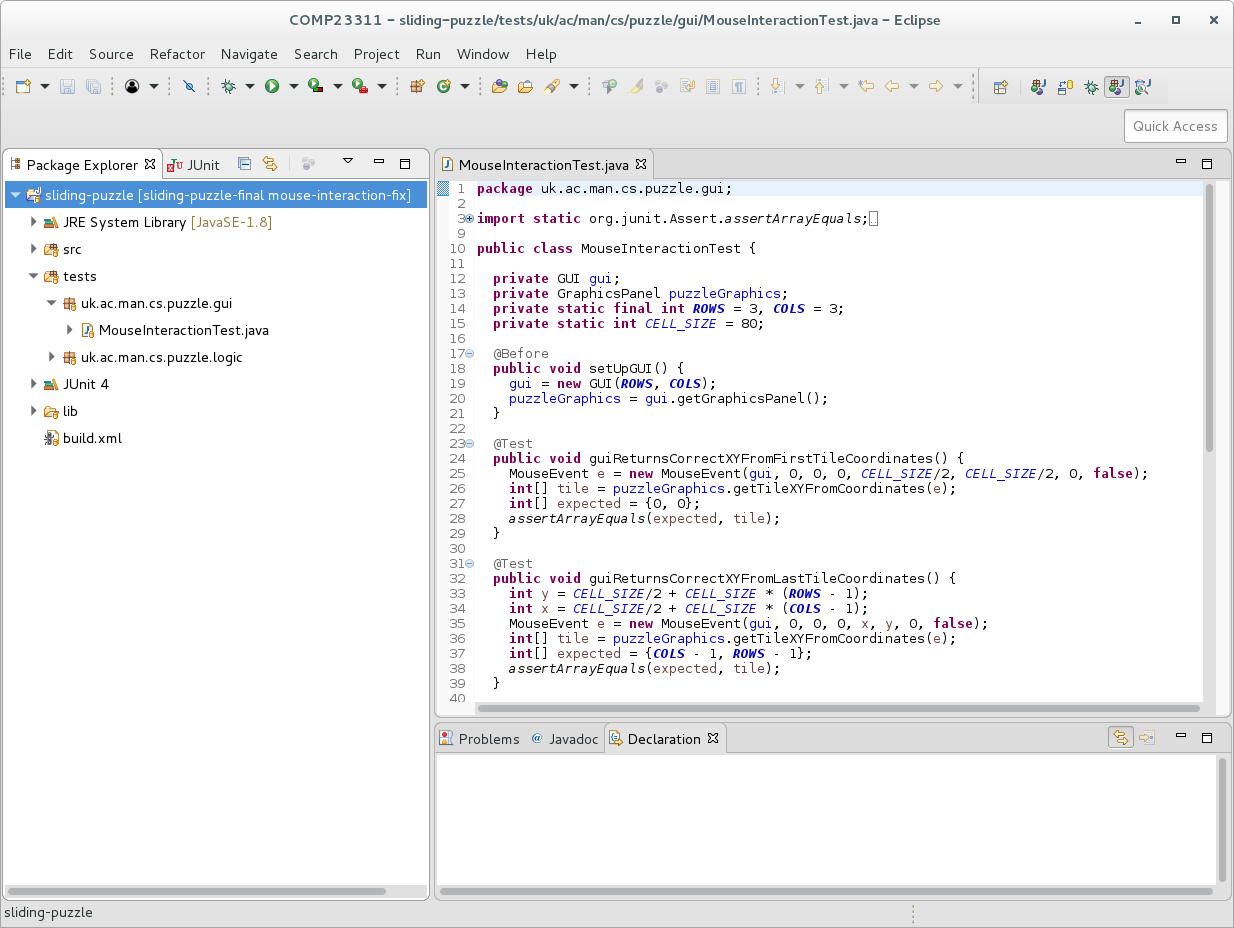 COMP23311 – sliding-puzzle/tests/uk/ac/man/cs/puzzle/gui/MouseInteractionTest.java – Eclipse
File Edit Source Refactor Navigate Search Project Run Window Help
Quick Access
Package Explorer JUnit
sliding-puzzle [sliding-puzzle-final mouse-interaction-fix]
JRE System Library [JavaSE-1.8]
src
tests
uk.ac.man.cs.puzzle.gui
MouseInteractionTest.java
uk.ac.man.cs.puzzle.logic
JUnit 4
lib
build.xml
MouseInteractionTest.java
1 package uk.ac.man.cs.puzzle.gui;
2
3 import static org.junit.Assert.assertArrayEquals;
9
10 public class MouseInteractionTest {
11
12 private GUI gui;
13 private GraphicsPanel puzzleGraphics;
14 private static final int ROWS = 3, COLS = 3;
15 private static int CELL_SIZE = 80;
16
17 @Before
18 public void setUpGUI() {
19 gui = new GUI(ROWS, COLS);
20 puzzleGraphics = gui.getGraphicsPanel();
21 }
22
23 @Test
24 public void guiReturnsCorrectXYFromFirstTileCoordinates() {
25 MouseEvent e = new MouseEvent(gui, 0, 0, 0, CELL_SIZE/2, CELL_SIZE/2, 0, false);
26 int[] tile = puzzleGraphics.getTileXYFromCoordinates(e);
27 int[] expected = {0, 0};
28 assertArrayEquals(expected, tile);
29 }
30
31 @Test
32 public void guiReturnsCorrectXYFromLastTileCoordinates() {
33 int y = CELL_SIZE/2 + CELL_SIZE * (ROWS - 1);
34 int x = CELL_SIZE/2 + CELL_SIZE * (COLS - 1);
35 MouseEvent e = new MouseEvent(gui, 0, 0, 0, x, y, 0, false);
36 int[] tile = puzzleGraphics.getTileXYFromCoordinates(e);
37 int[] expected = {COLS - 1, ROWS - 1};
38 assertArrayEquals(expected, tile);
39 }
40
Problems @ Javadoc Declaration
sliding-puzzle